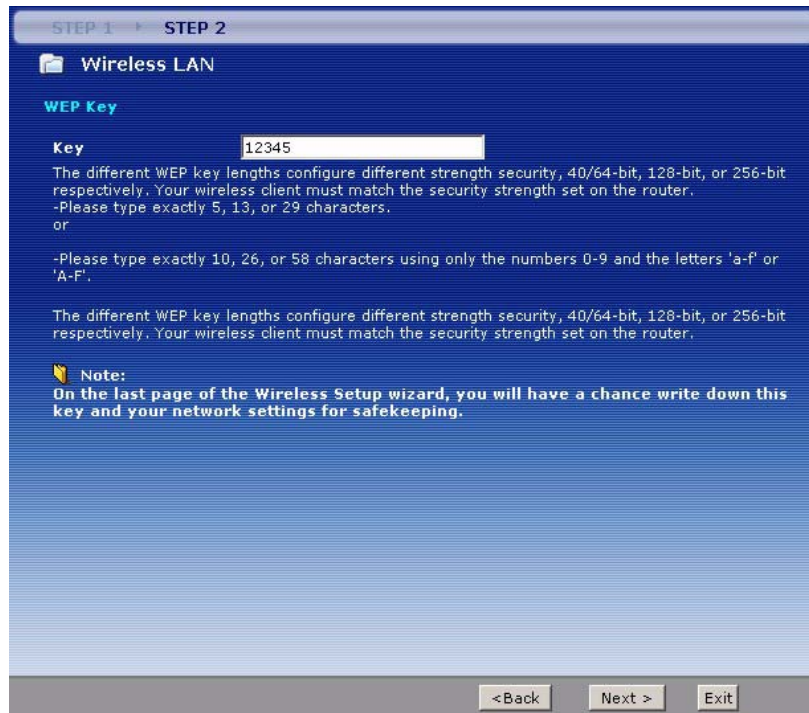 STEP 1 STEP 2
Wireless LAN
WEP Key
Key 12345
The different WEP key lengths configure different strength security, 40/64-bit, 128-bit, or 256-bit
respectively. Your wireless client must match the security strength set on the router.
-Please type exactly 5, 13, or 29 characters.
or
-Please type exactly 10, 26, or 58 characters using only the numbers 0-9 and the letters 'a-f' or
'A-F'.
The different WEP key lengths configure different strength security, 40/64-bit, 128-bit, or 256-bit
respectively. Your wireless client must match the security strength set on the router.
Note:
On the last page of the Wireless Setup wizard, you will have a chance write down this
key and your network settings for safekeeping.
<Back Next > Exit